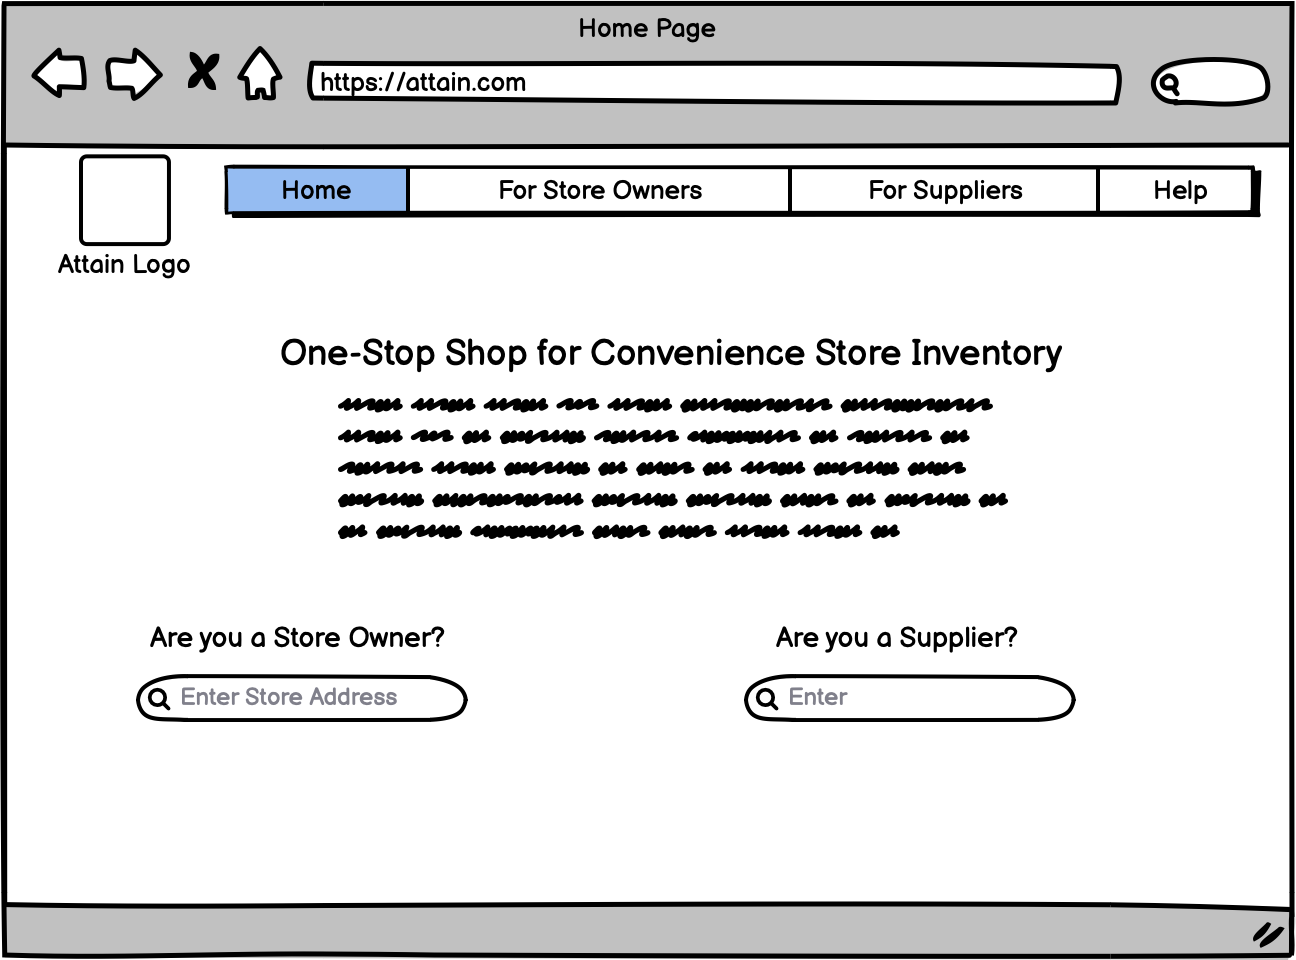 Home Page
https://attain.com
Home For Store Owners For Suppliers Help
Attain Logo
One-Stop Shop for Convenience Store Inventory
Are you a Store Owner? Are you a Supplier?
Enter Store Address Enter